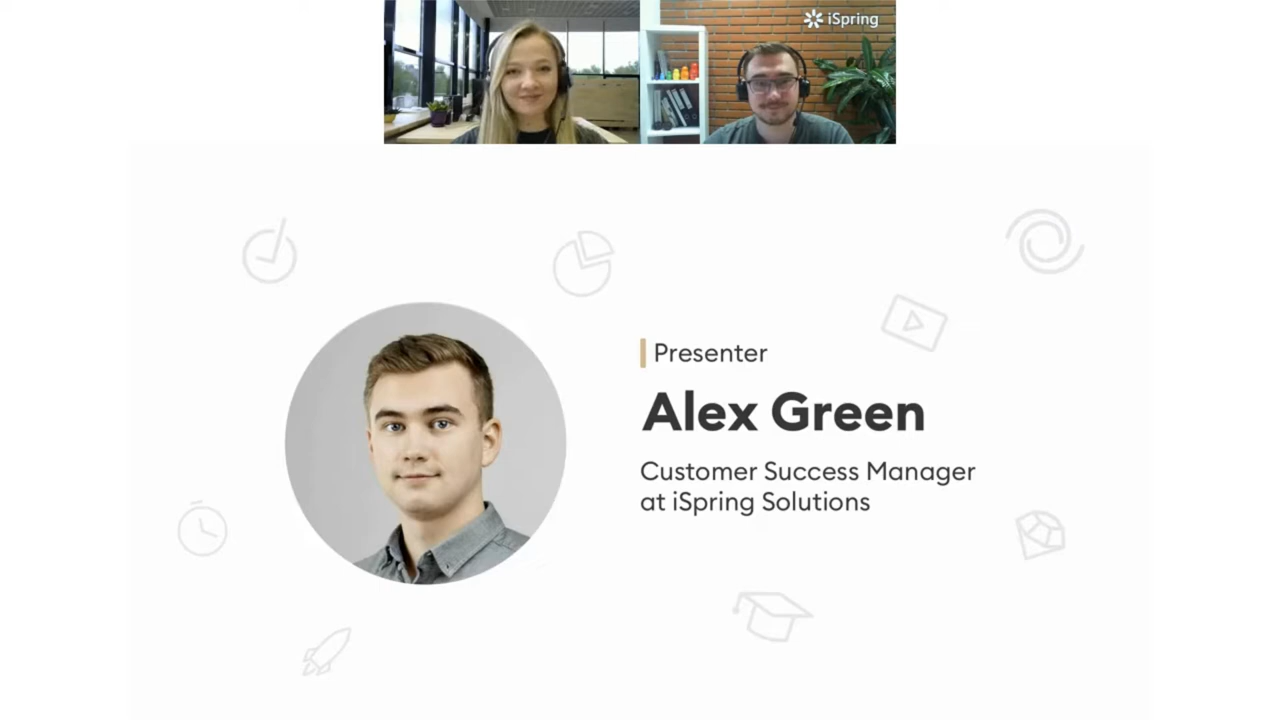 iSpring
Presenter
Alex Green
Customer Success Manager
at iSpring Solutions